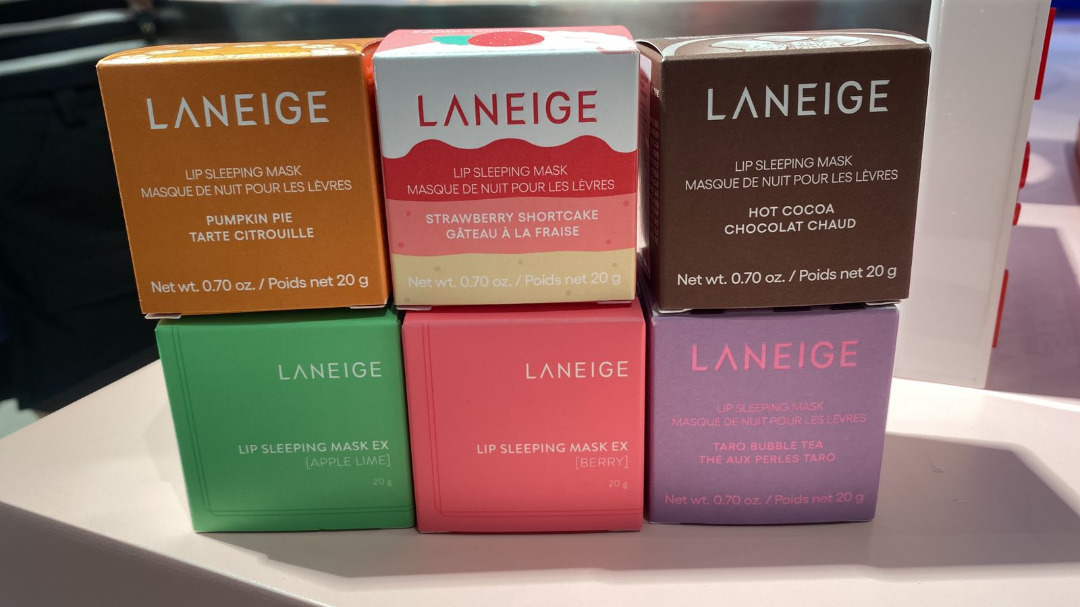 LANEIGE
LIP SLEEPING MASK
MASQUE DE NUIT POUR LES LÈVRES
PUMPKIN PIE
TARTE CITROUILLE
Net wt. 0.70 oz. / Poids net 20 g
LANEIGE
LIP SLEEPING MASK
MASQUE DE NUIT POUR LES LÈVRES
STRAWBERRY SHORTCAKE
GÂTEAU À LA FRAISE
Net wt. 0.70 oz. / Poids net 20 g
LANEIGE
LIP SLEEPING MASK
MASQUE DE NUIT POUR LES LÈVRES
HOT COCOA
CHOCOLAT CHAUD
Net wt. 0.70 oz. / Poids net 20 g
LANEIGE
LIP SLEEPING MASK EX
[APPLE LIME]
20 g
LANEIGE
LIP SLEEPING MASK EX
[BERRY]
20 g
LANEIGE
LIP SLEEPING MASK
MASQUE DE NUIT POUR LES LÈVRES
TARO BUBBLE TEA
THÉ AUX PERLES TARO
Net wt. 0.70 oz. / Poids net 20 g